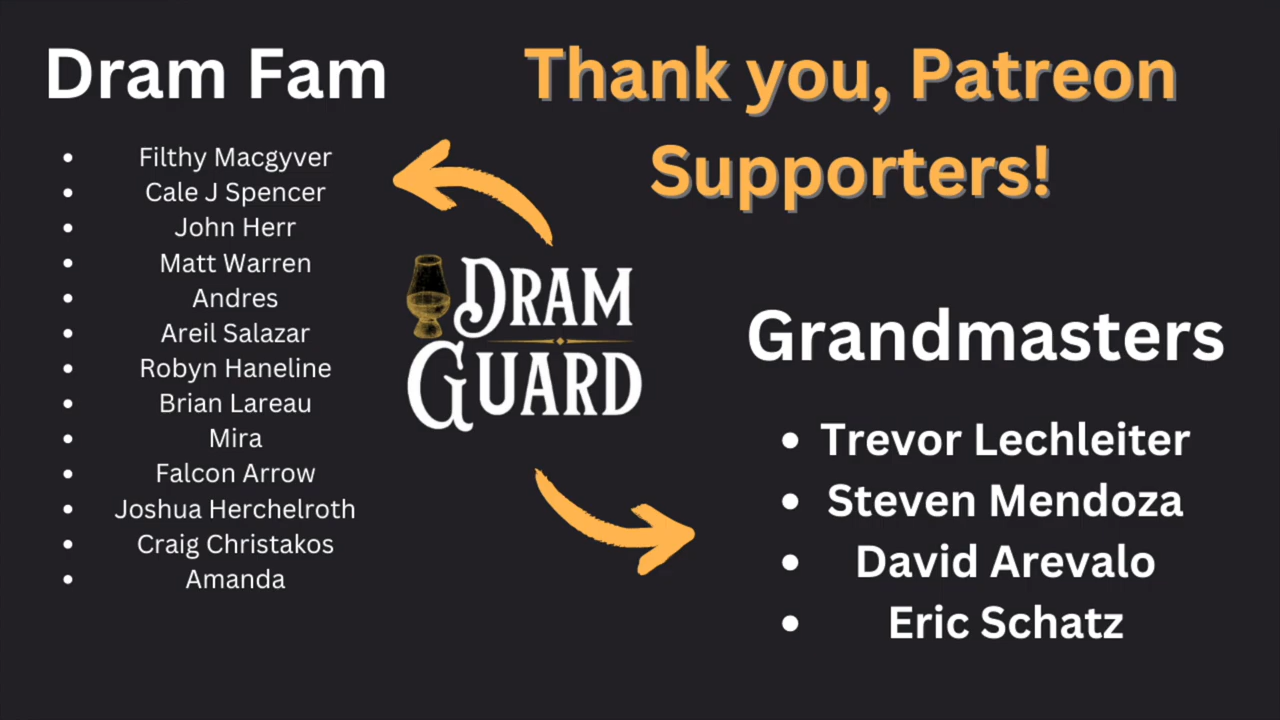 Dram Fam
Filthy Macgyver
Cale J Spencer
John Herr
Matt Warren
Andres
Areil Salazar
Robyn Haneline
Brian Lareau
Mira
Falcon Arrow
Joshua Herchelroth
Craig Christakos
Amanda
Thank you, Patreon
Supporters!
DRAM
GUARD
Grandmasters
Trevor Lechleiter
Steven Mendoza
David Arevalo
Eric Schatz